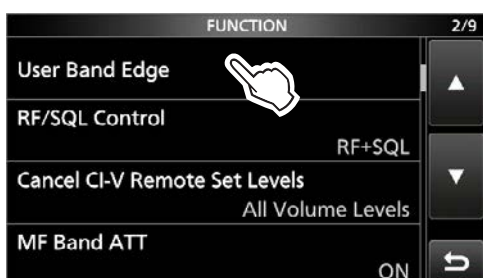 FUNCTION 2/9
User Band Edge
RF/SQL Control
RF+SQL
Cancel CI-V Remote Set Levels
All Volume Levels
MF Band ATT
ON